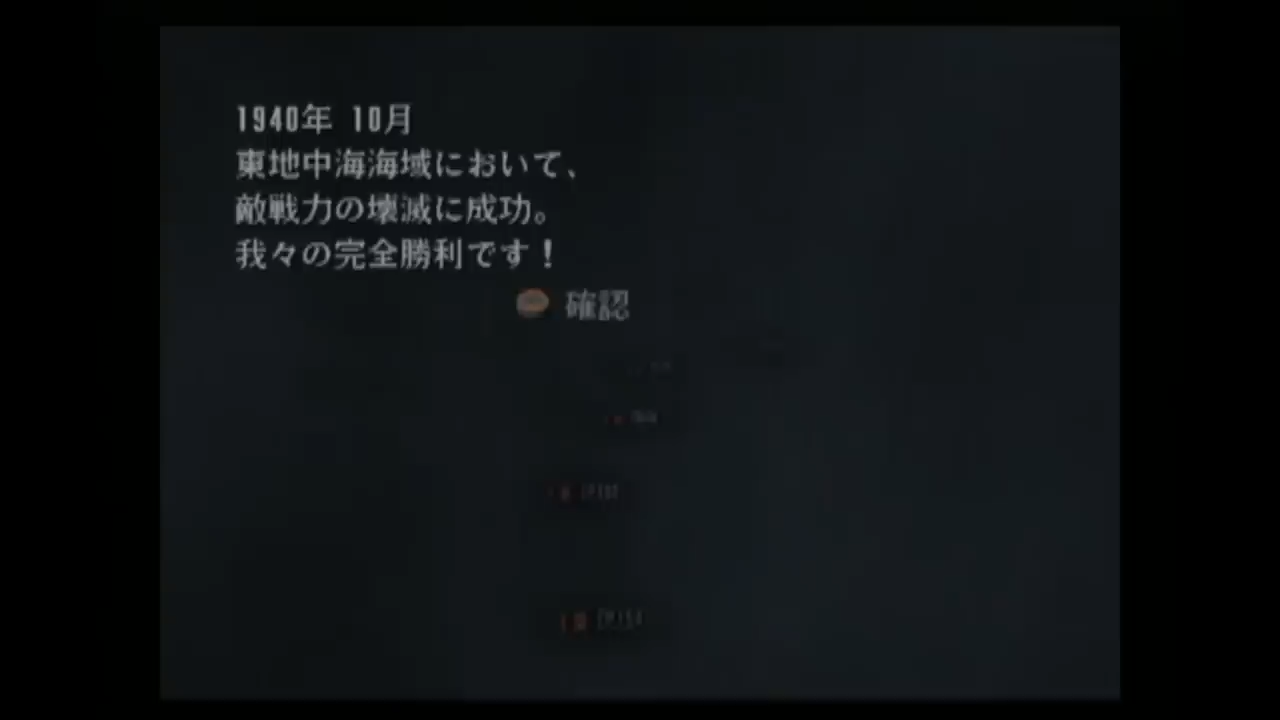 1940年 10月
東地中海海域において、
敵戦力の壊滅に成功。
我々の完全勝利です！
確認